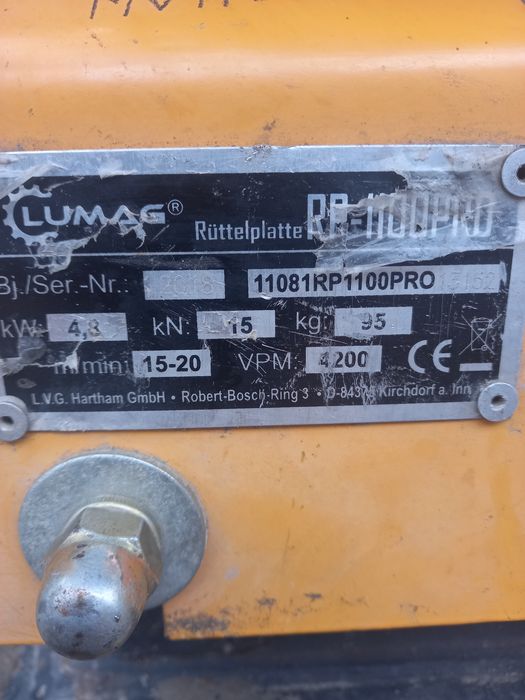 LUMAG® Rüttelplatte RP-1100PRO
Bj./Ser.-Nr.: 2018 11081RP1100PRO
kW: 4,8 kN: 15 kg: 95
m/min: 15-20 VPM: 4200 CE
L.V.G. Hartham GmbH • Robert-Bosch-Ring 3 • D-84375 Kirchdorf a. Inn